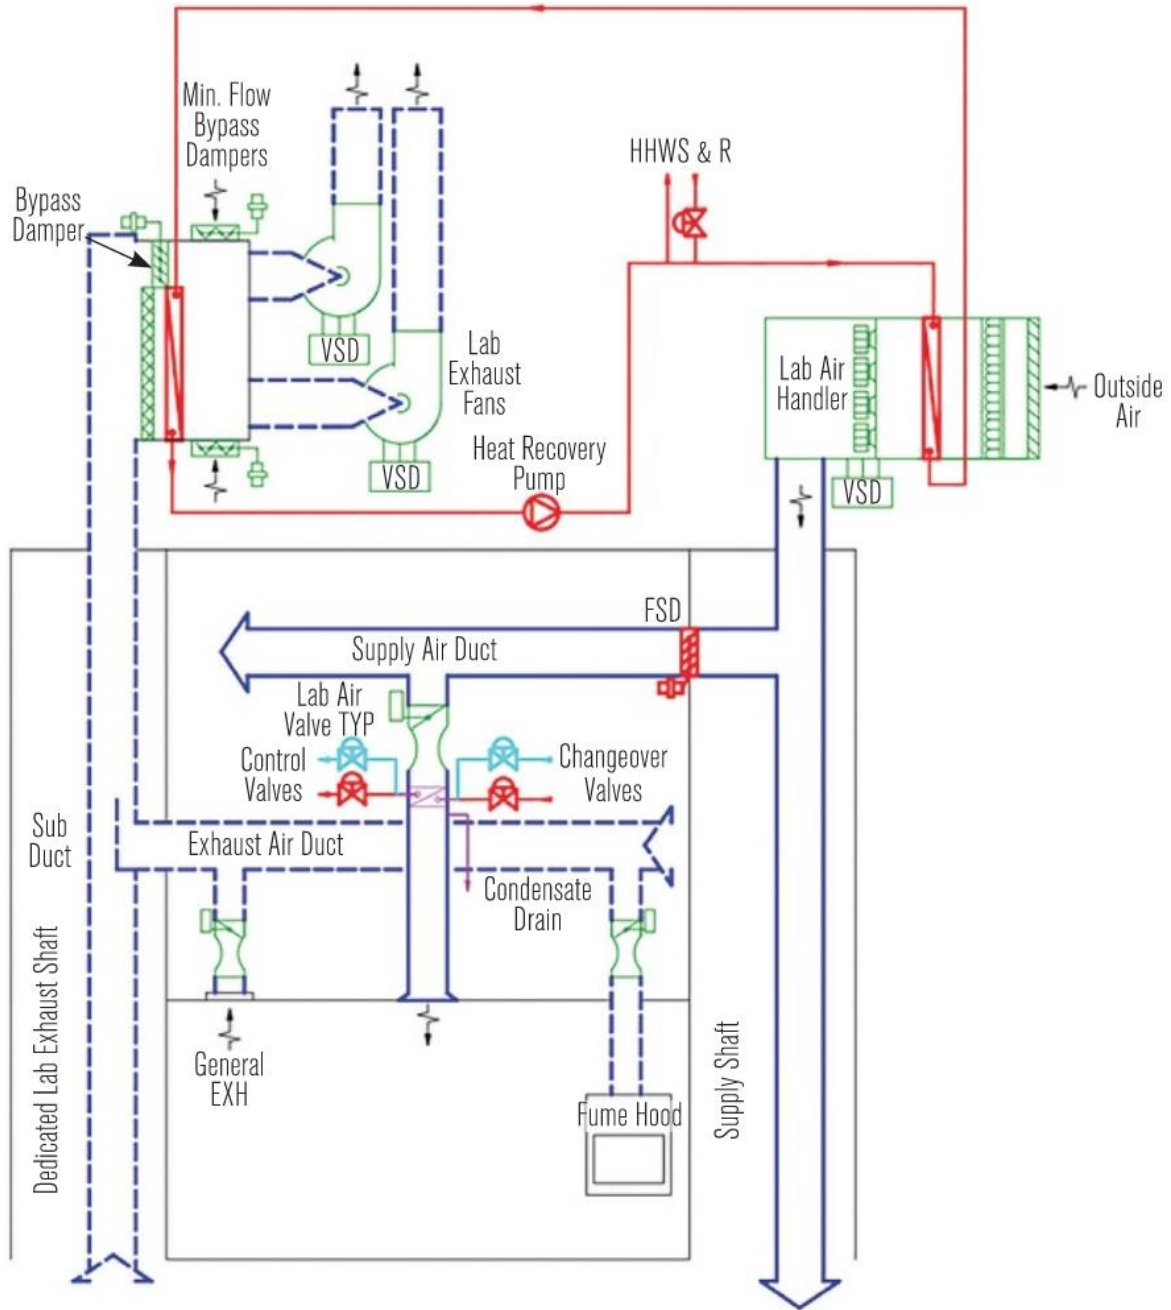 Min. Flow
Bypass
Dampers
HHWS & R
Bypass
Damper
VSD
Lab
Exhaust
Fans
Lab Air
Handler
Outside
Air
Heat Recovery
Pump
VSD
VSD
FSD
Supply Air Duct
Lab Air
Valve TYP
Control
Valves
Changeover
Valves
Sub
Duct
Exhaust Air Duct
Condensate
Drain
Dedicated Lab Exhaust Shaft
General
EXH
Supply Shaft
Fume Hood